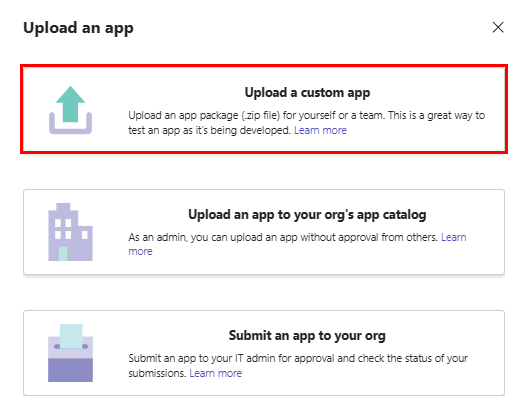 Upload an app
Upload a custom app
Upload an app package (.zip file) for yourself or a team. This is a great way to
test an app as it's being developed. Learn more
Upload an app to your org's app catalog
As an admin, you can upload an app without approval from others. Learn
more
Submit an app to your org
Submit an app to your IT admin for approval and check the status of your
submissions. Learn more